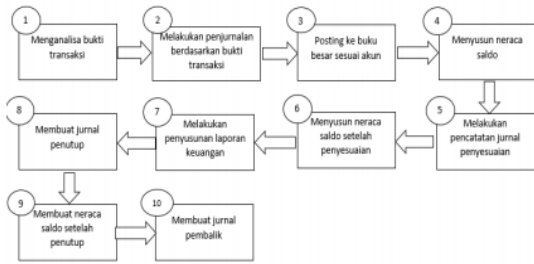 1
Menganalisa bukti
transaksi
2
Melakukan penjurnalan
berdasarkan bukti
transaksi
3
Posting ke buku
besar sesuai akun
4
Menyusun neraca
saldo
5
Melakukan
pencatatan jurnal
penyesuaian
6
Menyusun neraca
saldo setelah
penyesuaian
7
Melakukan
penyusunan laporan
keuangan
8
Membuat jurnal
penutup
9
Membuat neraca
saldo setelah
penutup
10
Membuat jurnal
pembalik